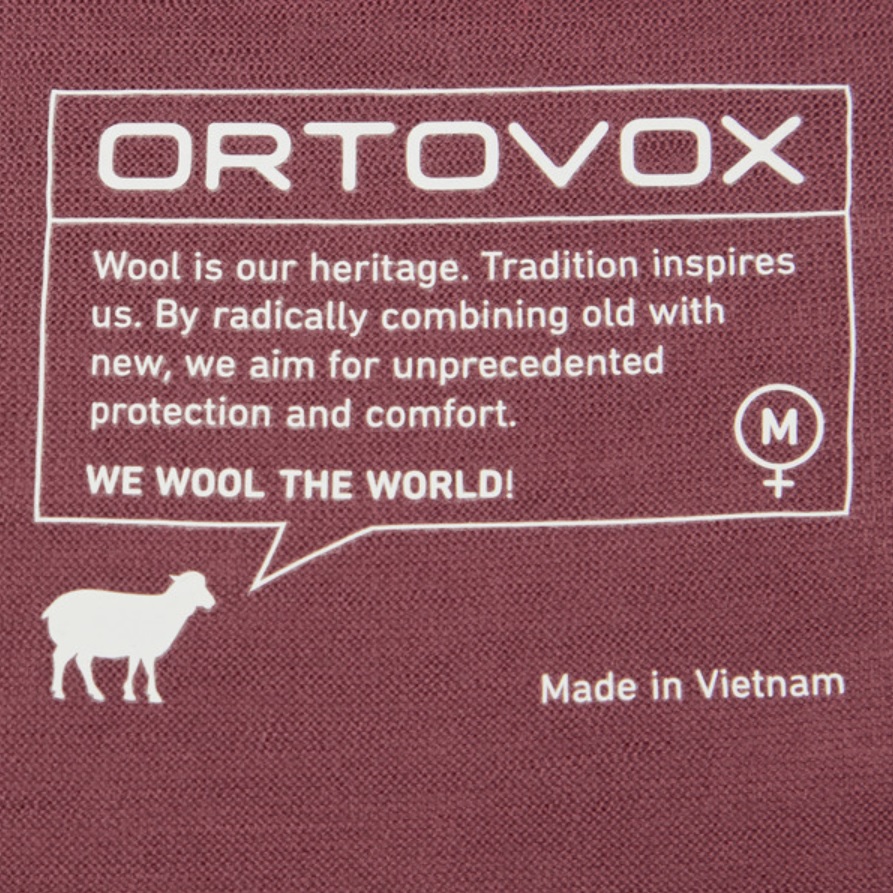 ORTOVOX
Wool is our heritage. Tradition inspires
us. By radically combining old with
new, we aim for unprecedented
protection and comfort.
M
WE WOOL THE WORLD!
Made in Vietnam